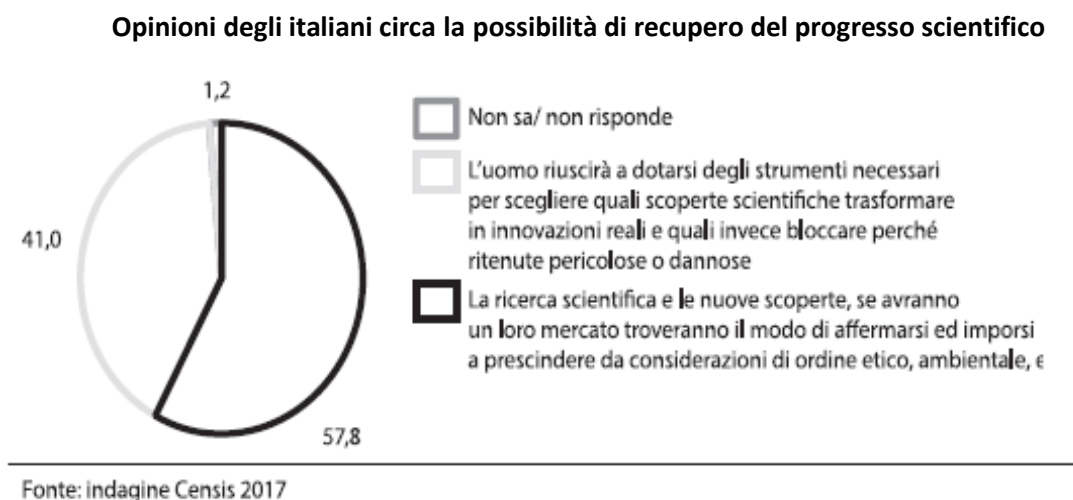 Opinioni degli italiani circa la possibilità di recupero del progresso scientifico
1,2
41,0
57,8
Non sa/ non risponde
L'uomo riuscirà a dotarsi degli strumenti necessari
per scegliere quali scoperte scientifiche trasformare
in innovazioni reali e quali invece bloccare perché
ritenute pericolose o dannose
La ricerca scientifica e le nuove scoperte, se avranno
un loro mercato troveranno il modo di affermarsi ed imporsi
a prescindere da considerazioni di ordine etico, ambientale, e
Fonte: indagine Censis 2017